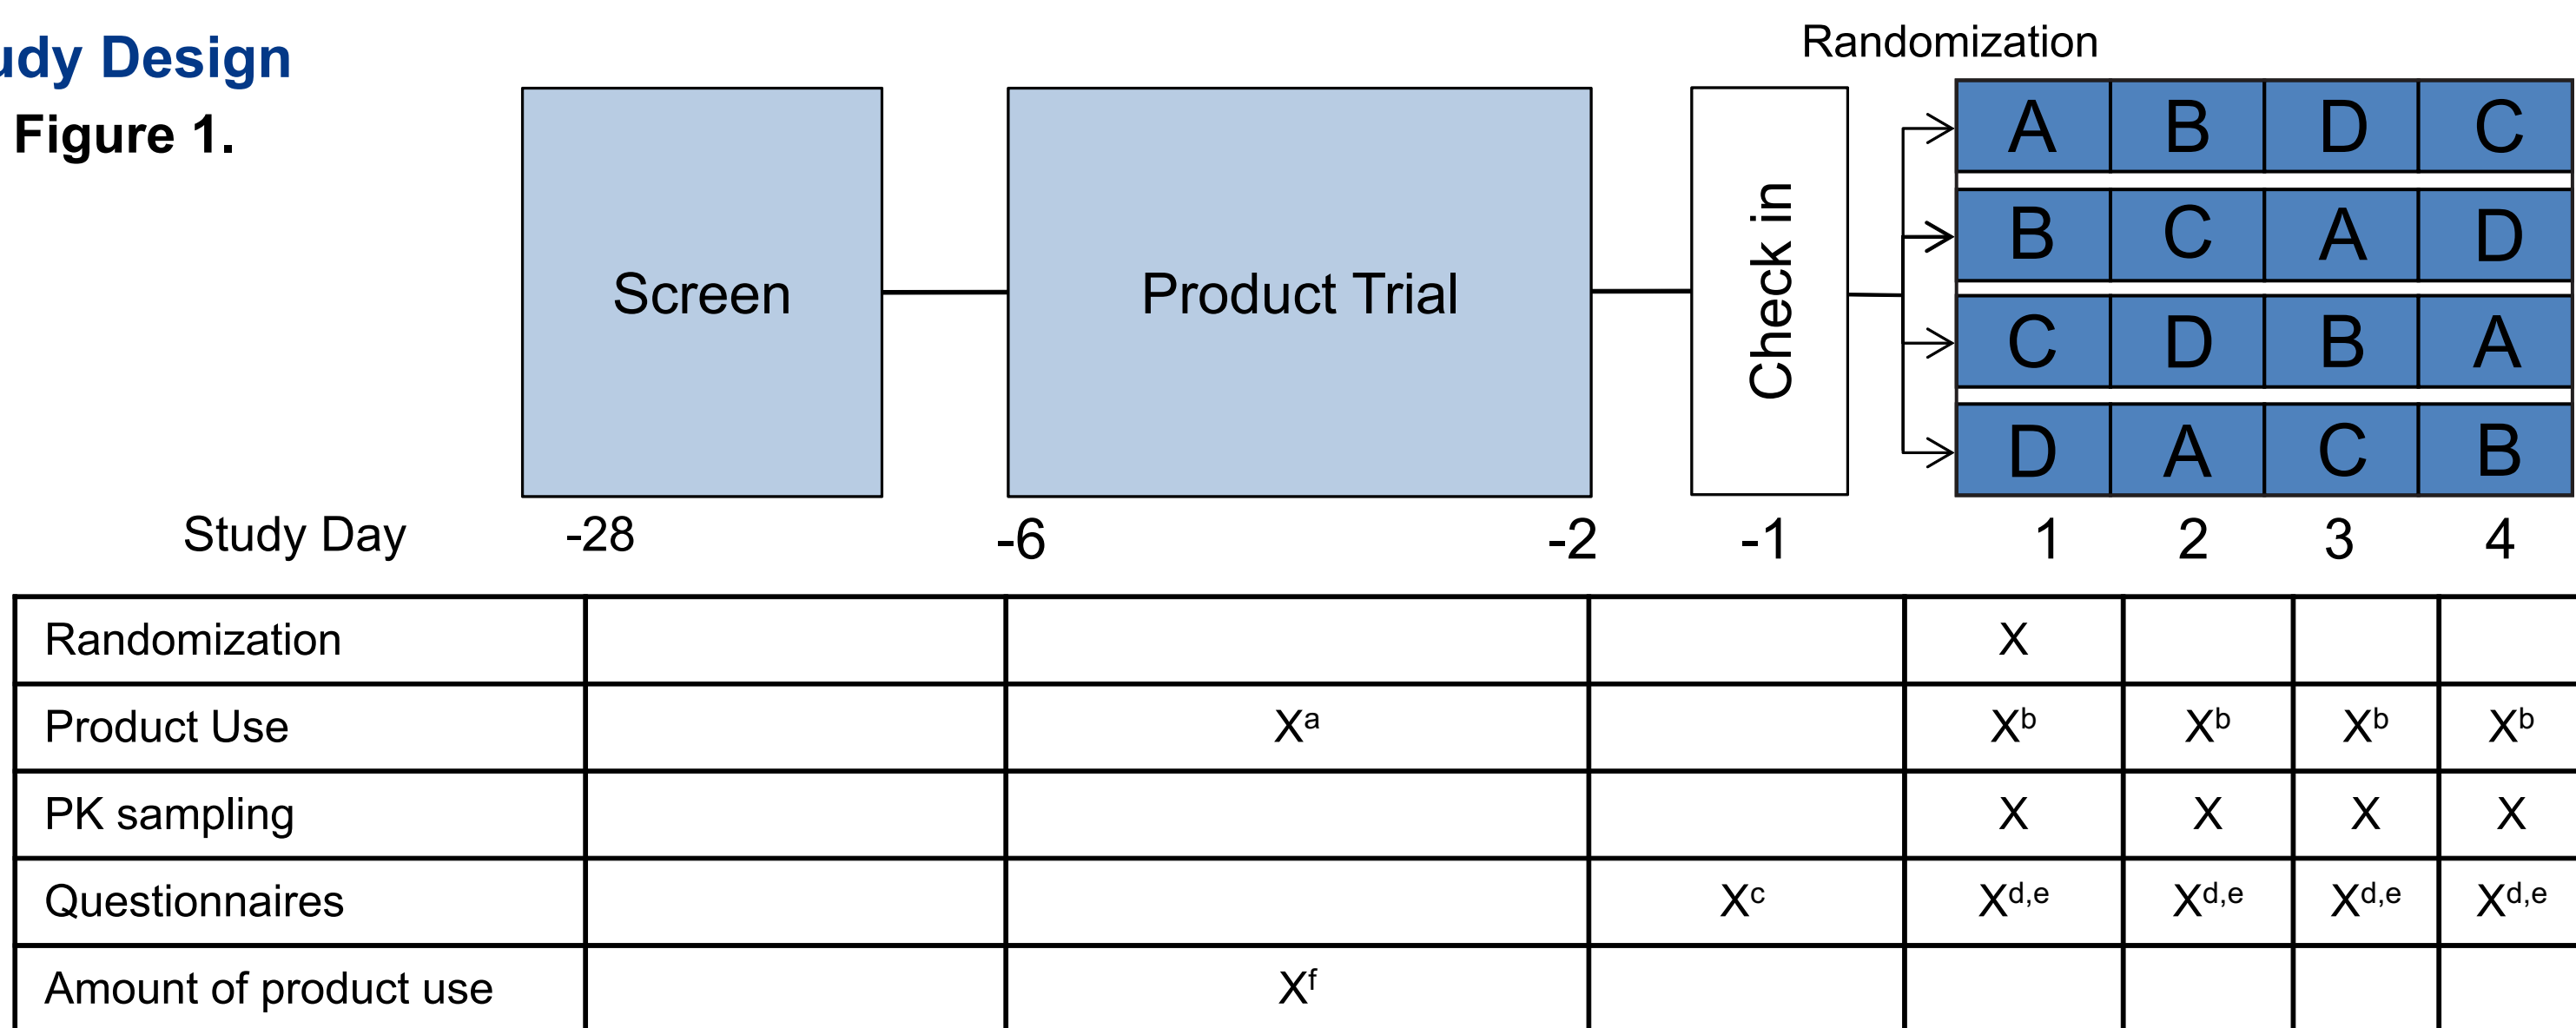 udy Design
Figure 1.
Randomization
Screen
Product Trial
Check in
A B D C
B C A D
C D B A
D A C B
Study Day -28 -6 -2 -1 1 2 3 4
Randomization X
Product Use Xᵃ Xᵇ Xᵇ Xᵇ Xᵇ
PK sampling X X X X
Questionnaires Xᶜ Xᵈ,ᵉ Xᵈ,ᵉ Xᵈ,ᵉ Xᵈ,ᵉ
Amount of product use Xᶠ